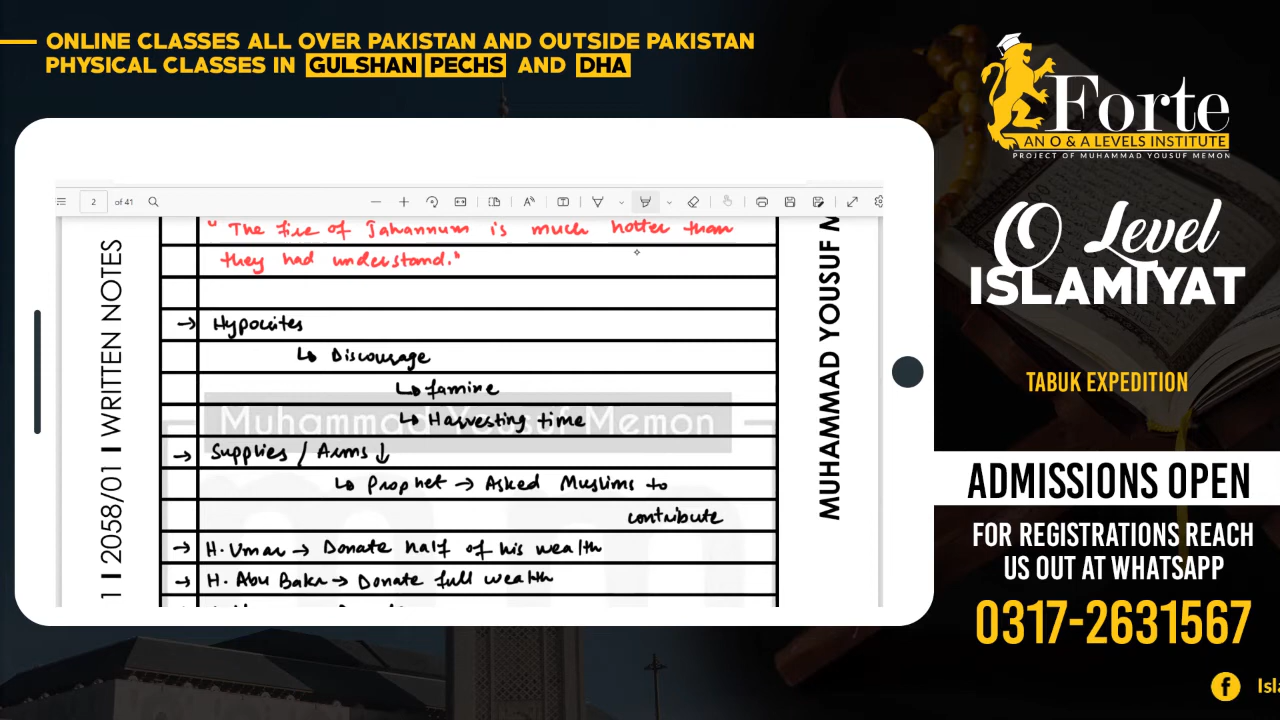 ONLINE CLASSES ALL OVER PAKISTAN AND OUTSIDE PAKISTAN
PHYSICAL CLASSES IN GULSHAN PECHS AND DHA
Forte
AN O & A LEVELS INSTITUTE
PROJECT OF MUHAMMAD YOUSUF MEMON
O Level
ISLAMIYAT
TABUK EXPEDITION
ADMISSIONS OPEN
FOR REGISTRATIONS REACH
US OUT AT WHATSAPP
0317-2631567
2 of 41
1 I 2058/01 I WRITTEN NOTES
MUHAMMAD YOUSUF M
" The fire of Jahannum is much hotter than
they had understand."
→ Hypocrites
↳ Discourage
↳ famine
↳ Harvesting time
Muhammad Yousuf Memon
→ Supplies / Arms ↓
↳ Prophet → Asked Muslims to
contribute
→ H. Umar → Donate half of his wealth
→ H. Abu Bakr → Donate full wealth